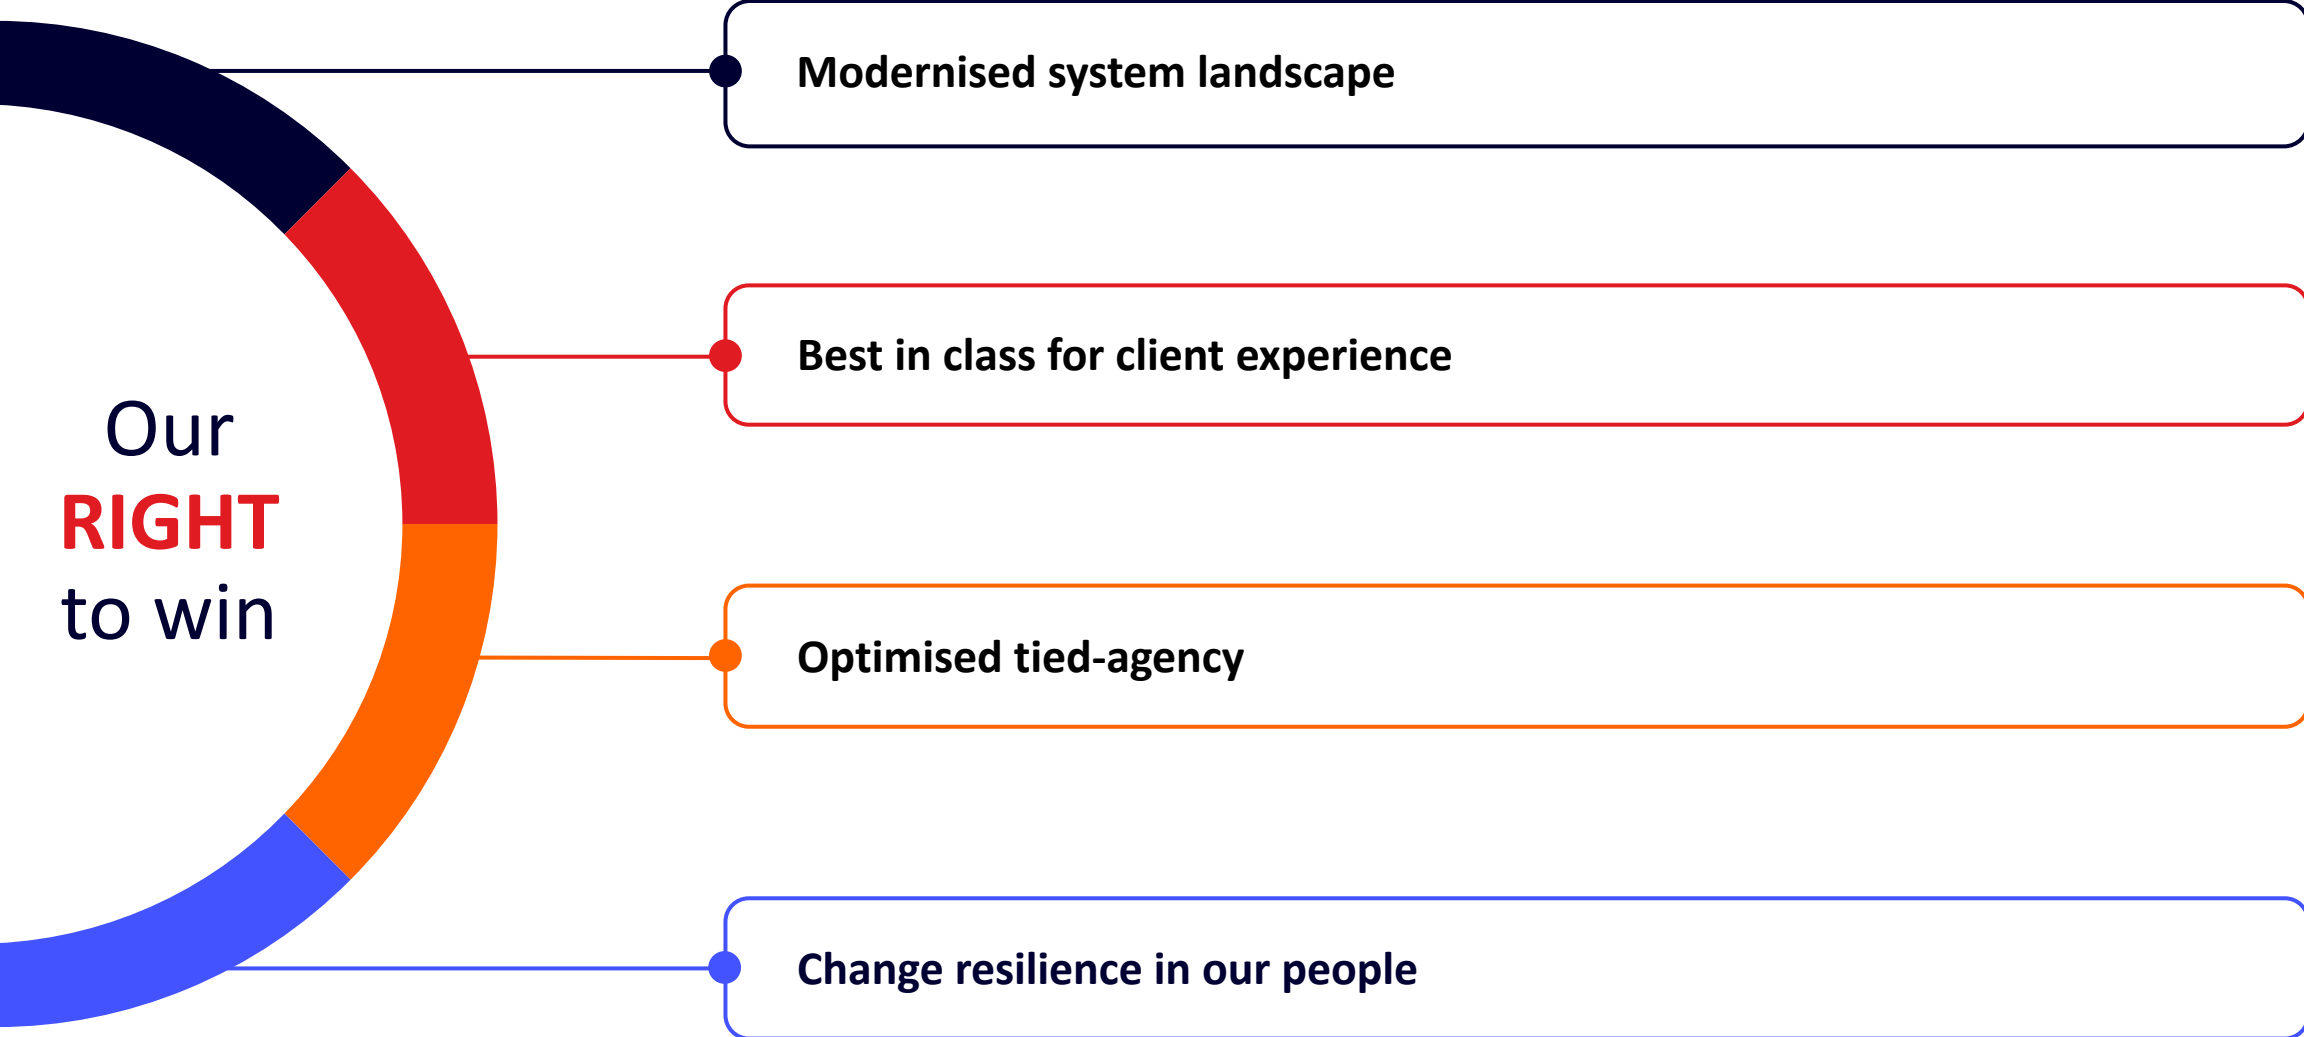 Our
RIGHT
to win
Modernised system landscape
Best in class for client experience
Optimised tied-agency
Change resilience in our people